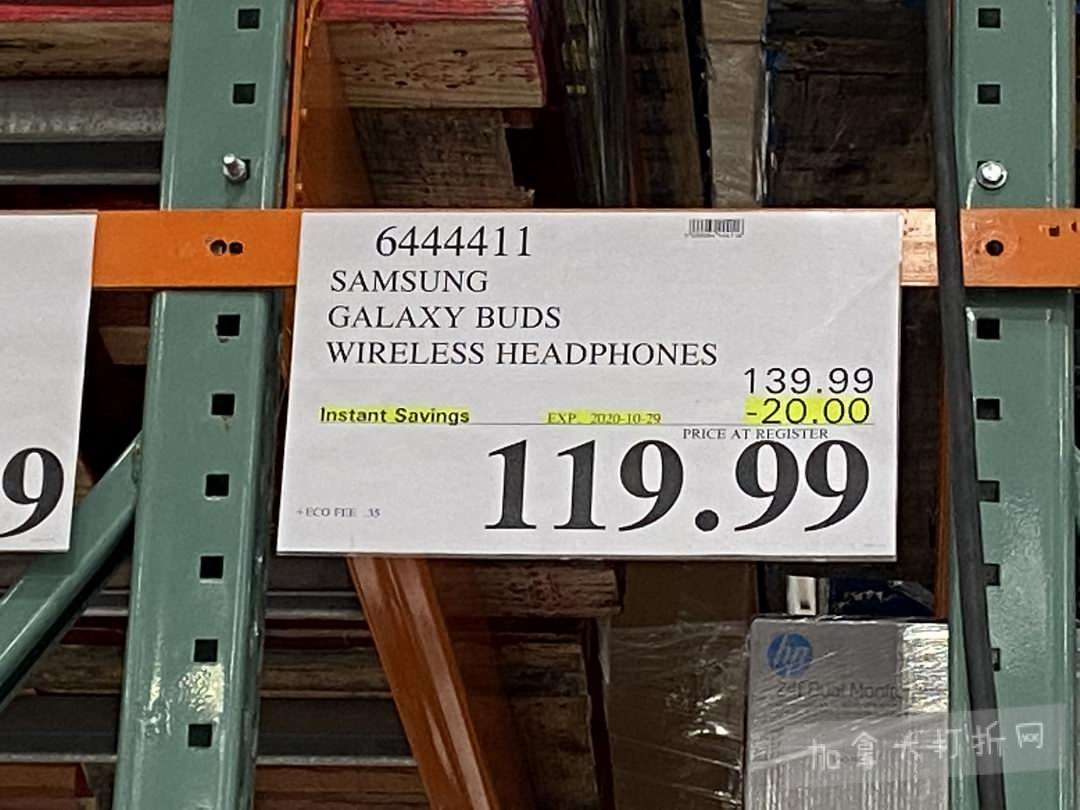 6444411
SAMSUNG
GALAXY BUDS
WIRELESS HEADPHONES
139.99
Instant Savings EXP. 2020-10-29 -20.00
PRICE AT REGISTER
119.99
+ECO FEE .35
9
hp
Dual
加拿大打折网